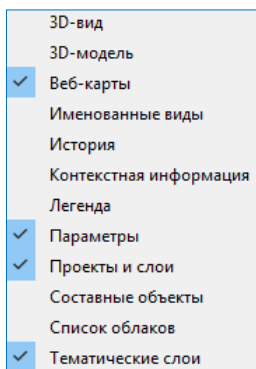 3D-вид
3D-модель
Веб-карты
Именованные виды
История
Контекстная информация
Легенда
Параметры
Проекты и слои
Составные объекты
Список облаков
Тематические слои